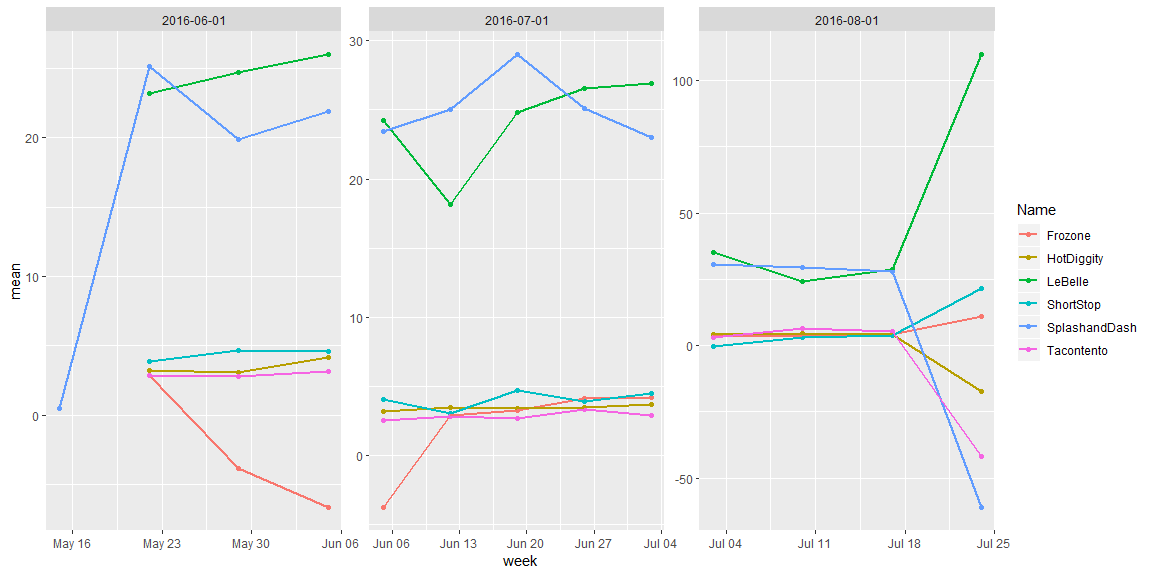 2016-06-01
2016-07-01
2016-08-01
mean
20
10
0
30
20
10
0
100
50
0
-50
May 16
May 23
May 30
Jun 06
Jun 06
Jun 13
Jun 20
Jun 27
Jul 04
Jul 04
Jul 11
Jul 18
Jul 25
week
Name
Frozone
HotDiggity
LeBelle
ShortStop
SplashandDash
Tacontento